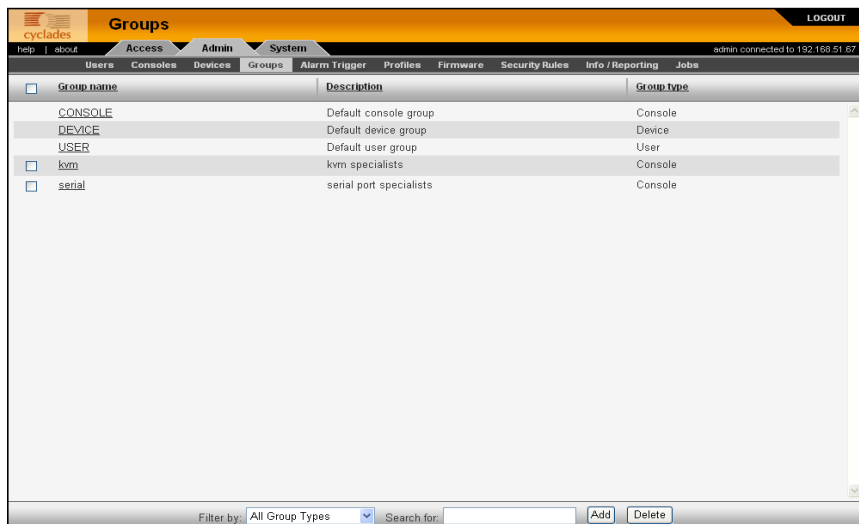 cyclades
Groups
LOGOUT
help | about
Access
Admin
System
admin connected to 192.168.51.67
Users Consoles Devices Groups Alarm Trigger Profiles Firmware Security Rules Info / Reporting Jobs
Group name Description Group type
CONSOLE Default console group Console
DEVICE Default device group Device
USER Default user group User
kvm kvm specialists Console
serial serial port specialists Console
Filter by: All Group Types Search for: Add Delete